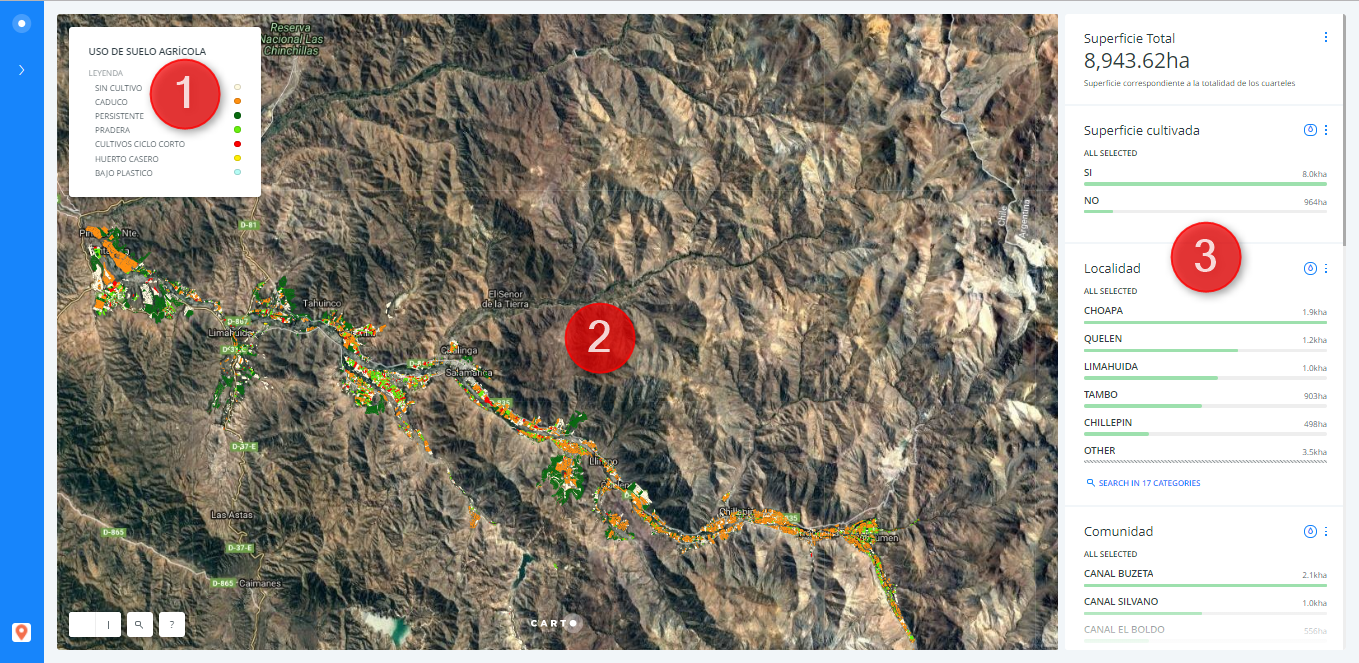 USO DE SUELO AGRÍCOLA
LEYENDA
SIN CULTIVO
CADUCO
PERSISTENTE
PRADERA
CULTIVOS CICLO CORTO
HUERTO CASERO
BAJO PLASTICO
1
Reserva
Nacional Las
Chinchillas
D-81
Chile
Argentina
El Señor
de la Tierra
Tahuinco
D-867
Limahuida
2
Cuslinga
Salamanca
D-835
D-37-E
Las Astas
D-865
D-37-E
D-865
Caimanes
CARTO
?
Superficie Total
8,943.62ha
Superficie correspondiente a la totalidad de los cuarteles
Superficie cultivada
ALL SELECTED
SI 8.0kha
NO 964ha
3
Localidad
ALL SELECTED
CHOAPA 1.9kha
QUELEN 1.2kha
LIMAHUIDA 1.0kha
TAMBO 903ha
CHILLEPIN 498ha
OTHER 3.5kha
SEARCH IN 17 CATEGORIES
Comunidad
ALL SELECTED
CANAL BUZETA 2.1kha
CANAL SILVANO 1.0kha
CANAL EL BOLDO 556ha